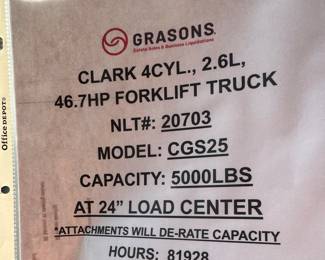 GRASONS
Estate Sales & Business Liquidations
CLARK 4CYL., 2.6L,
46.7HP FORKLIFT TRUCK
NLT#: 20703
MODEL: CGS25
CAPACITY: 5000LBS
AT 24” LOAD CENTER
*ATTACHMENTS WILL DE-RATE CAPACITY
HOURS: 81928
Office DEPOT